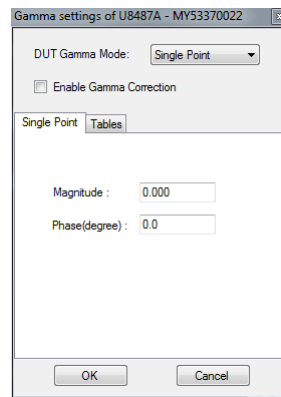 Gamma settings of U8487A - MY53370022
DUT Gamma Mode: Single Point
Enable Gamma Correction
Single Point Tables
Magnitude : 0.000
Phase(degree) : 0.0
OK Cancel